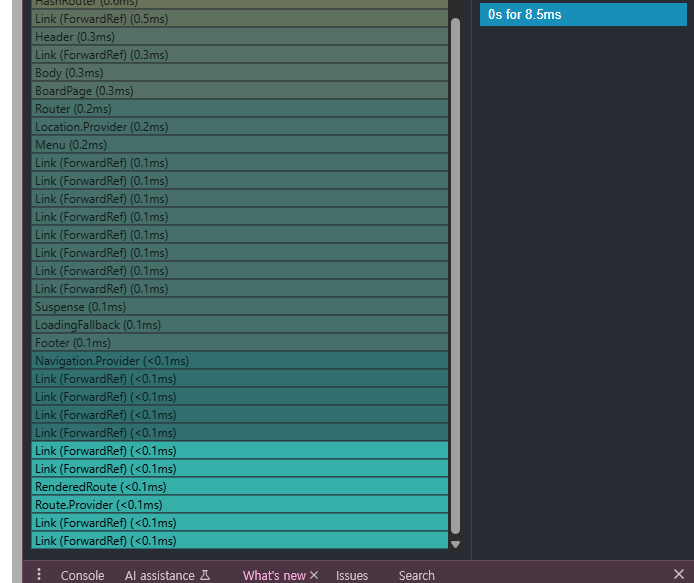 HashRouter (0.6ms)
Link (ForwardRef) (0.5ms)
Header (0.3ms)
Link (ForwardRef) (0.3ms)
Body (0.3ms)
BoardPage (0.3ms)
Router (0.2ms)
Location.Provider (0.2ms)
Menu (0.2ms)
Link (ForwardRef) (0.1ms)
Link (ForwardRef) (0.1ms)
Link (ForwardRef) (0.1ms)
Link (ForwardRef) (0.1ms)
Link (ForwardRef) (0.1ms)
Link (ForwardRef) (0.1ms)
Link (ForwardRef) (0.1ms)
Link (ForwardRef) (0.1ms)
Suspense (0.1ms)
LoadingFallback (0.1ms)
Footer (0.1ms)
Navigation.Provider (<0.1ms)
Link (ForwardRef) (<0.1ms)
Link (ForwardRef) (<0.1ms)
Link (ForwardRef) (<0.1ms)
Link (ForwardRef) (<0.1ms)
Link (ForwardRef) (<0.1ms)
Link (ForwardRef) (<0.1ms)
RenderedRoute (<0.1ms)
Route.Provider (<0.1ms)
Link (ForwardRef) (<0.1ms)
Link (ForwardRef) (<0.1ms)
0s for 8.5ms
Console AI assistance What's new Issues Search